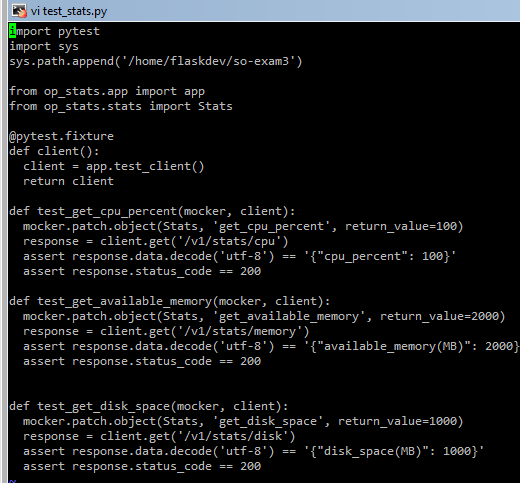 vi test_stats.py
import pytest
import sys
sys.path.append('/home/flaskdev/so-exam3')
from op_stats.app import app
from op_stats.stats import Stats
@pytest.fixture
def client():
  client = app.test_client()
  return client
def test_get_cpu_percent(mocker, client):
  mocker.patch.object(Stats, 'get_cpu_percent', return_value=100)
  response = client.get('/v1/stats/cpu')
  assert response.data.decode('utf-8') == '{"cpu_percent": 100}'
  assert response.status_code == 200
def test_get_available_memory(mocker, client):
  mocker.patch.object(Stats, 'get_available_memory', return_value=2000)
  response = client.get('/v1/stats/memory')
  assert response.data.decode('utf-8') == '{"available_memory(MB)": 2000}
  assert response.status_code == 200
def test_get_disk_space(mocker, client):
  mocker.patch.object(Stats, 'get_disk_space', return_value=1000)
  response = client.get('/v1/stats/disk')
  assert response.data.decode('utf-8') == '{"disk_space(MB)": 1000}'
  assert response.status_code == 200
~